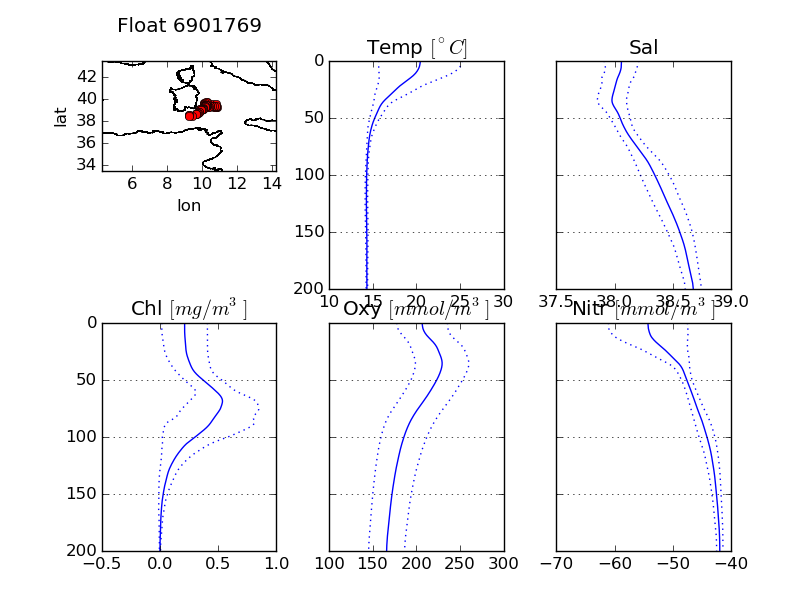 Float 6901769
Temp [°C]
Sal
lat
42
40
38
36
34
6 8 10 12 14
lon
0
50
100
150
200
10 15 20 25 30
37.5 38.0 38.5 39.0
Chl [mg/m³]
Oxy [mmol/m³]
Nitr [mmol/m³]
0
50
100
150
200
−0.5 0.0 0.5 1.0
100 150 200 250 300
−70 −60 −50 −40